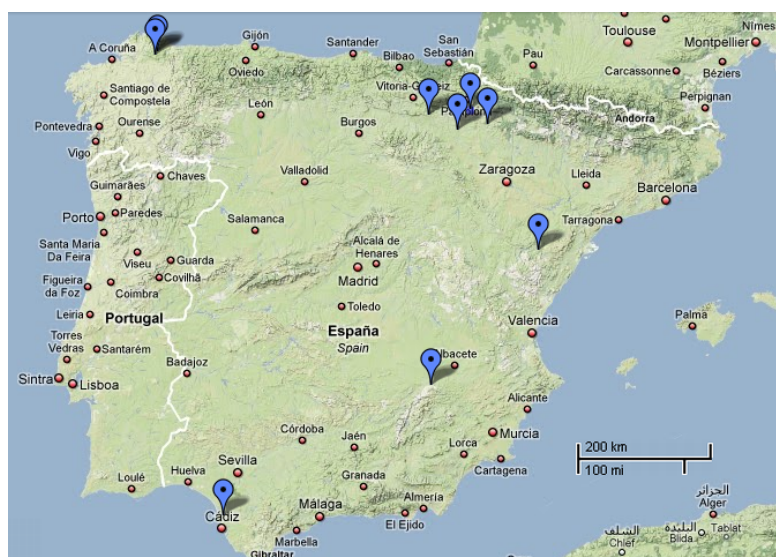 Gijón
A Coruña
Oviedo
Santander
Bilbao
San
Sebastián
Pau
Toulouse
Montpellier
Nîmes
Béziers
Carcassonne
Perpignan
Andorra
Santiago de
Compostela
León
Burgos
Pontevedra
Ourense
Vigo
Chaves
Guimarães
Valladolid
Zaragoza
Lleida
Barcelona
Tarragona
Porto
Paredes
Santa Maria
Da Feira
Viseu
Guarda
Covilhã
Salamanca
Alcalá de
Henares
Madrid
Figueira
da Foz
Coimbra
Toledo
Leiria
Portugal
España
Spain
Valencia
Palma
Torres
Vedras
Santarém
Badajoz
Sintra
Lisboa
Alicante
Córdoba
Jaén
Lorca
Murcia
Cartagena
200 km
100 mi
Loulé
Huelva
Sevilla
Granada
Cádiz
Málaga
El Ejido
Almería
Marbella
الجزائر
Alger
الشلف
Chlef
البليدة
Blida
Tablat